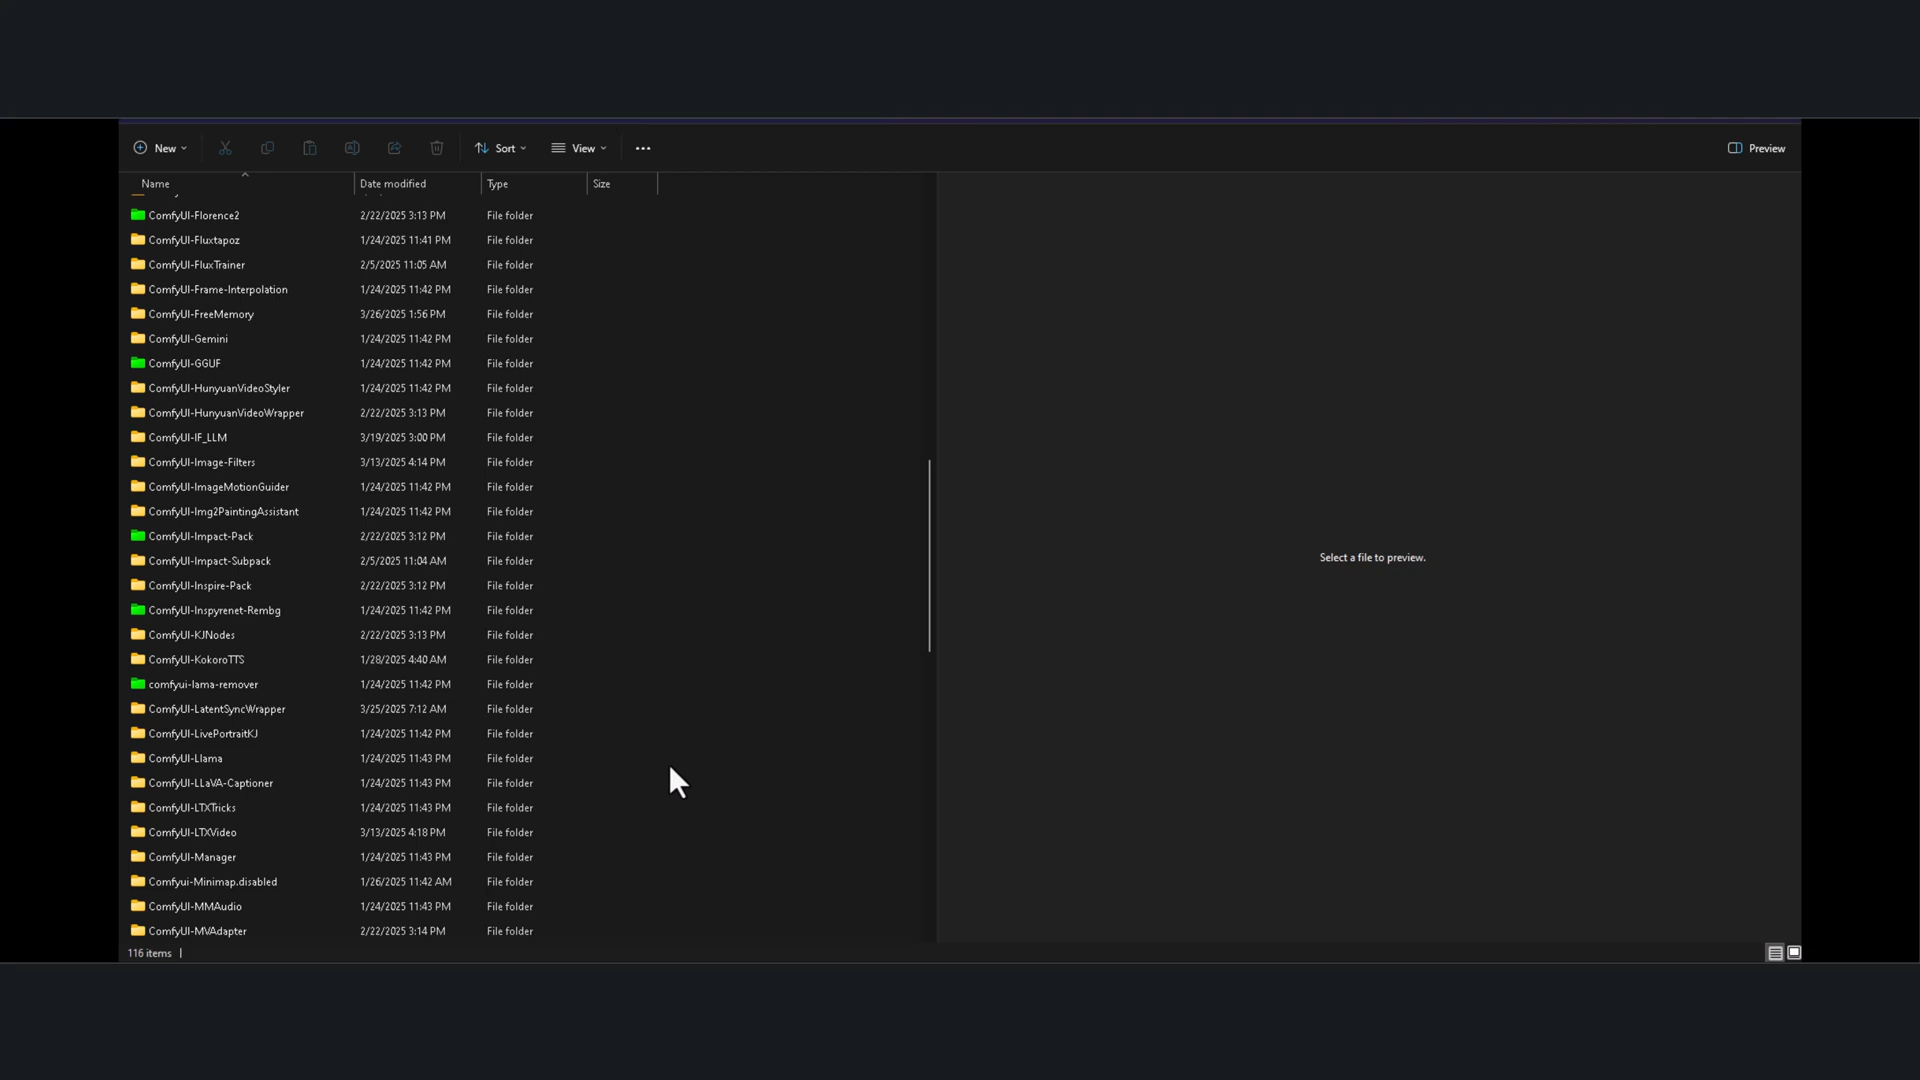 New Sort View ... Preview
Name Date modified Type Size
ComfyUI-Florence2 2/22/2025 3:13 PM File folder
ComfyUI-Fluxtapoz 1/24/2025 11:41 PM File folder
ComfyUI-FluxTrainer 2/5/2025 11:05 AM File folder
ComfyUI-Frame-Interpolation 1/24/2025 11:42 PM File folder
ComfyUI-FreeMemory 3/26/2025 1:56 PM File folder
ComfyUI-Gemini 1/24/2025 11:42 PM File folder
ComfyUI-GGUF 1/24/2025 11:42 PM File folder
ComfyUI-HunyuanVideoStyler 1/24/2025 11:42 PM File folder
ComfyUI-HunyuanVideoWrapper 2/22/2025 3:13 PM File folder
ComfyUI-IF_LLM 3/19/2025 3:00 PM File folder
ComfyUI-Image-Filters 3/13/2025 4:14 PM File folder
ComfyUI-ImageMotionGuider 1/24/2025 11:42 PM File folder
ComfyUI-Img2PaintingAssistant 1/24/2025 11:42 PM File folder
ComfyUI-Impact-Pack 2/22/2025 3:12 PM File folder
ComfyUI-Impact-Subpack 2/5/2025 11:04 AM File folder
ComfyUI-Inspire-Pack 2/22/2025 3:12 PM File folder
ComfyUI-Inspyrenet-Rembg 1/24/2025 11:42 PM File folder
ComfyUI-KJNodes 2/22/2025 3:13 PM File folder
ComfyUI-KokoroTTS 1/28/2025 4:40 AM File folder
comfyui-lama-remover 1/24/2025 11:42 PM File folder
ComfyUI-LatentSyncWrapper 3/25/2025 7:12 AM File folder
ComfyUI-LivePortraitKJ 1/24/2025 11:42 PM File folder
ComfyUI-Llama 1/24/2025 11:43 PM File folder
ComfyUI-LLaVA-Captioner 1/24/2025 11:43 PM File folder
ComfyUI-LTXTricks 1/24/2025 11:43 PM File folder
ComfyUI-LTXVideo 3/13/2025 4:18 PM File folder
ComfyUI-Manager 1/24/2025 11:43 PM File folder
Comfyui-Minimap.disabled 1/26/2025 11:42 AM File folder
ComfyUI-MMAudio 1/24/2025 11:43 PM File folder
ComfyUI-MVAdapter 2/22/2025 3:14 PM File folder
Select a file to preview.
116 items